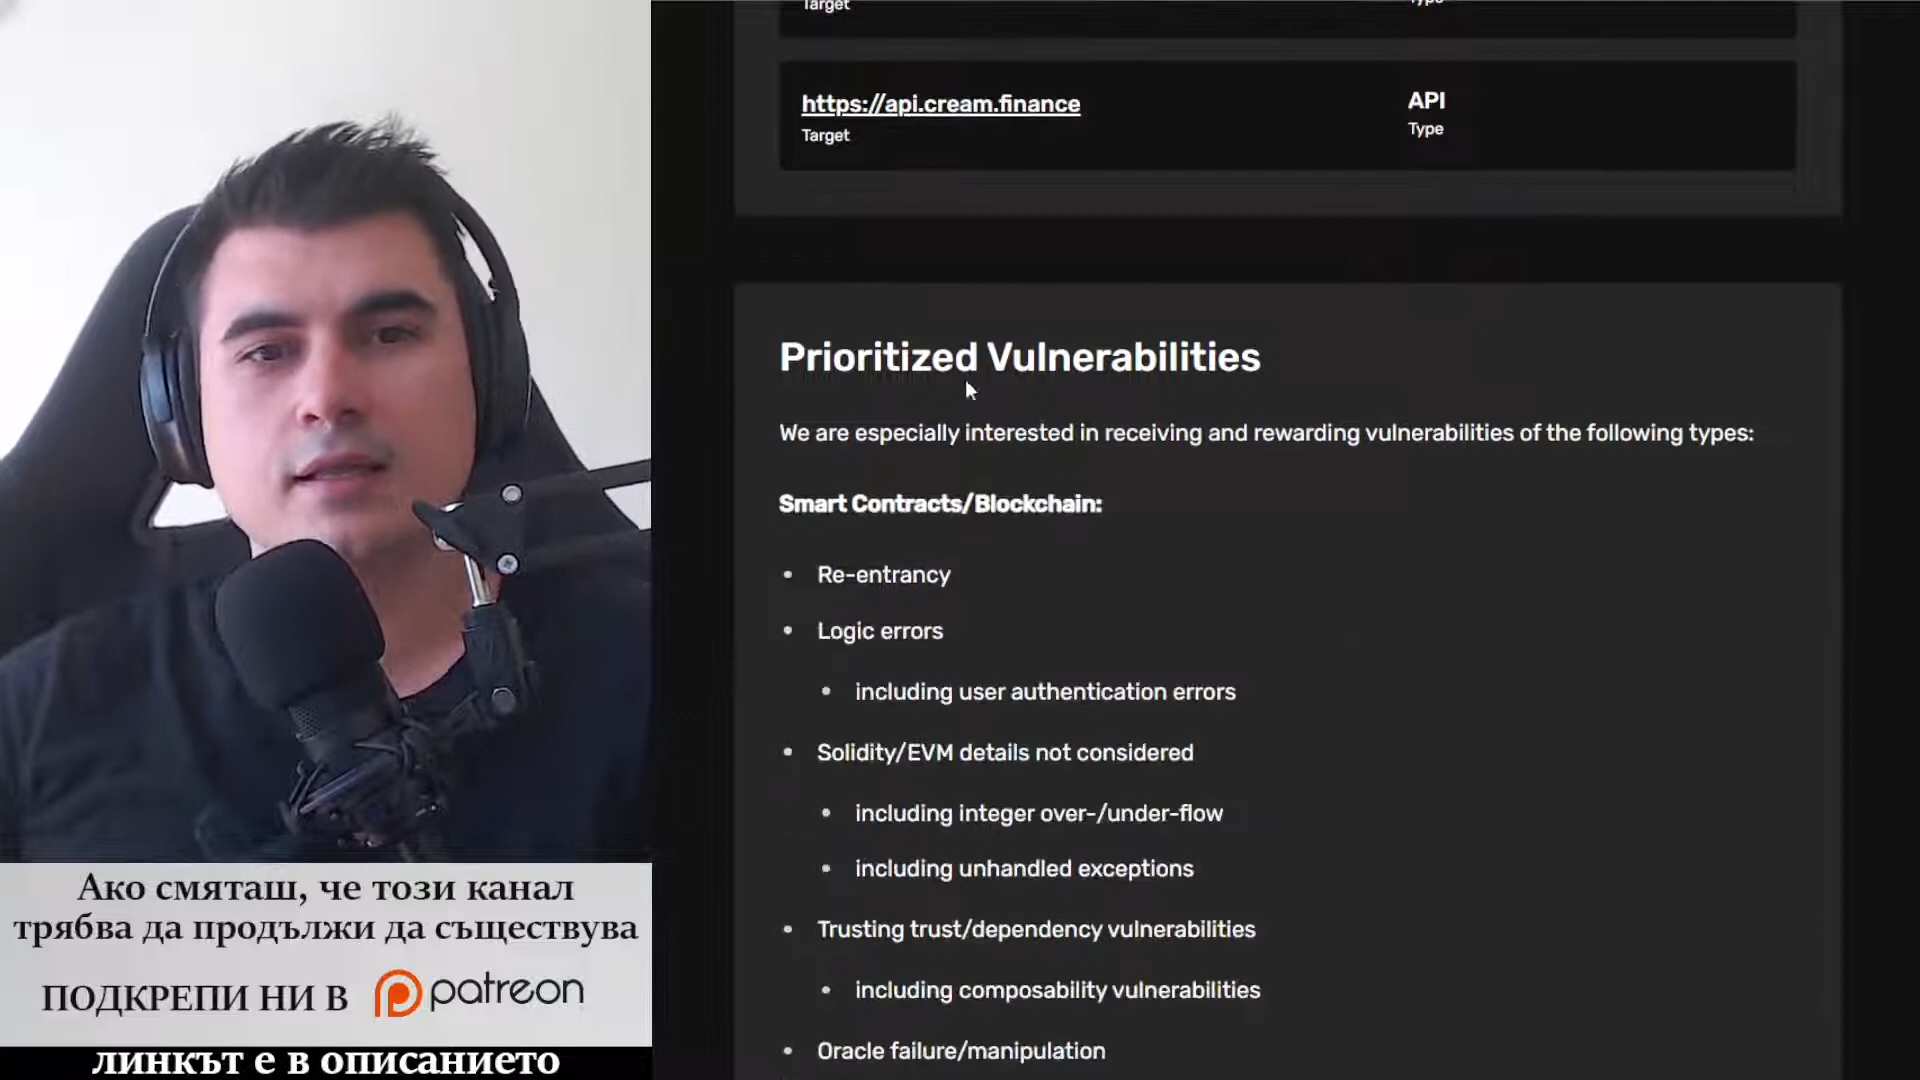 Target
Type
https://api.cream.finance
API
Target
Type
Prioritized Vulnerabilities
We are especially interested in receiving and rewarding vulnerabilities of the following types:
Smart Contracts/Blockchain:
• Re-entrancy
• Logic errors
• including user authentication errors
• Solidity/EVM details not considered
• including integer over-/under-flow
• including unhandled exceptions
• Trusting trust/dependency vulnerabilities
• including composability vulnerabilities
• Oracle failure/manipulation
Ако смяташ, че този канал
трябва да продължи да съществува
ПОДКРЕПИ НИ В patreon
линкът е в описанието